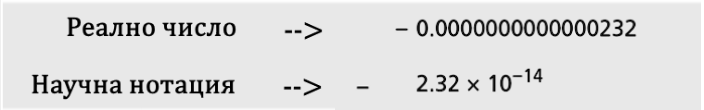 Реално число --> – 0.0000000000000232
Научна нотация --> – 2.32 × 10⁻¹⁴